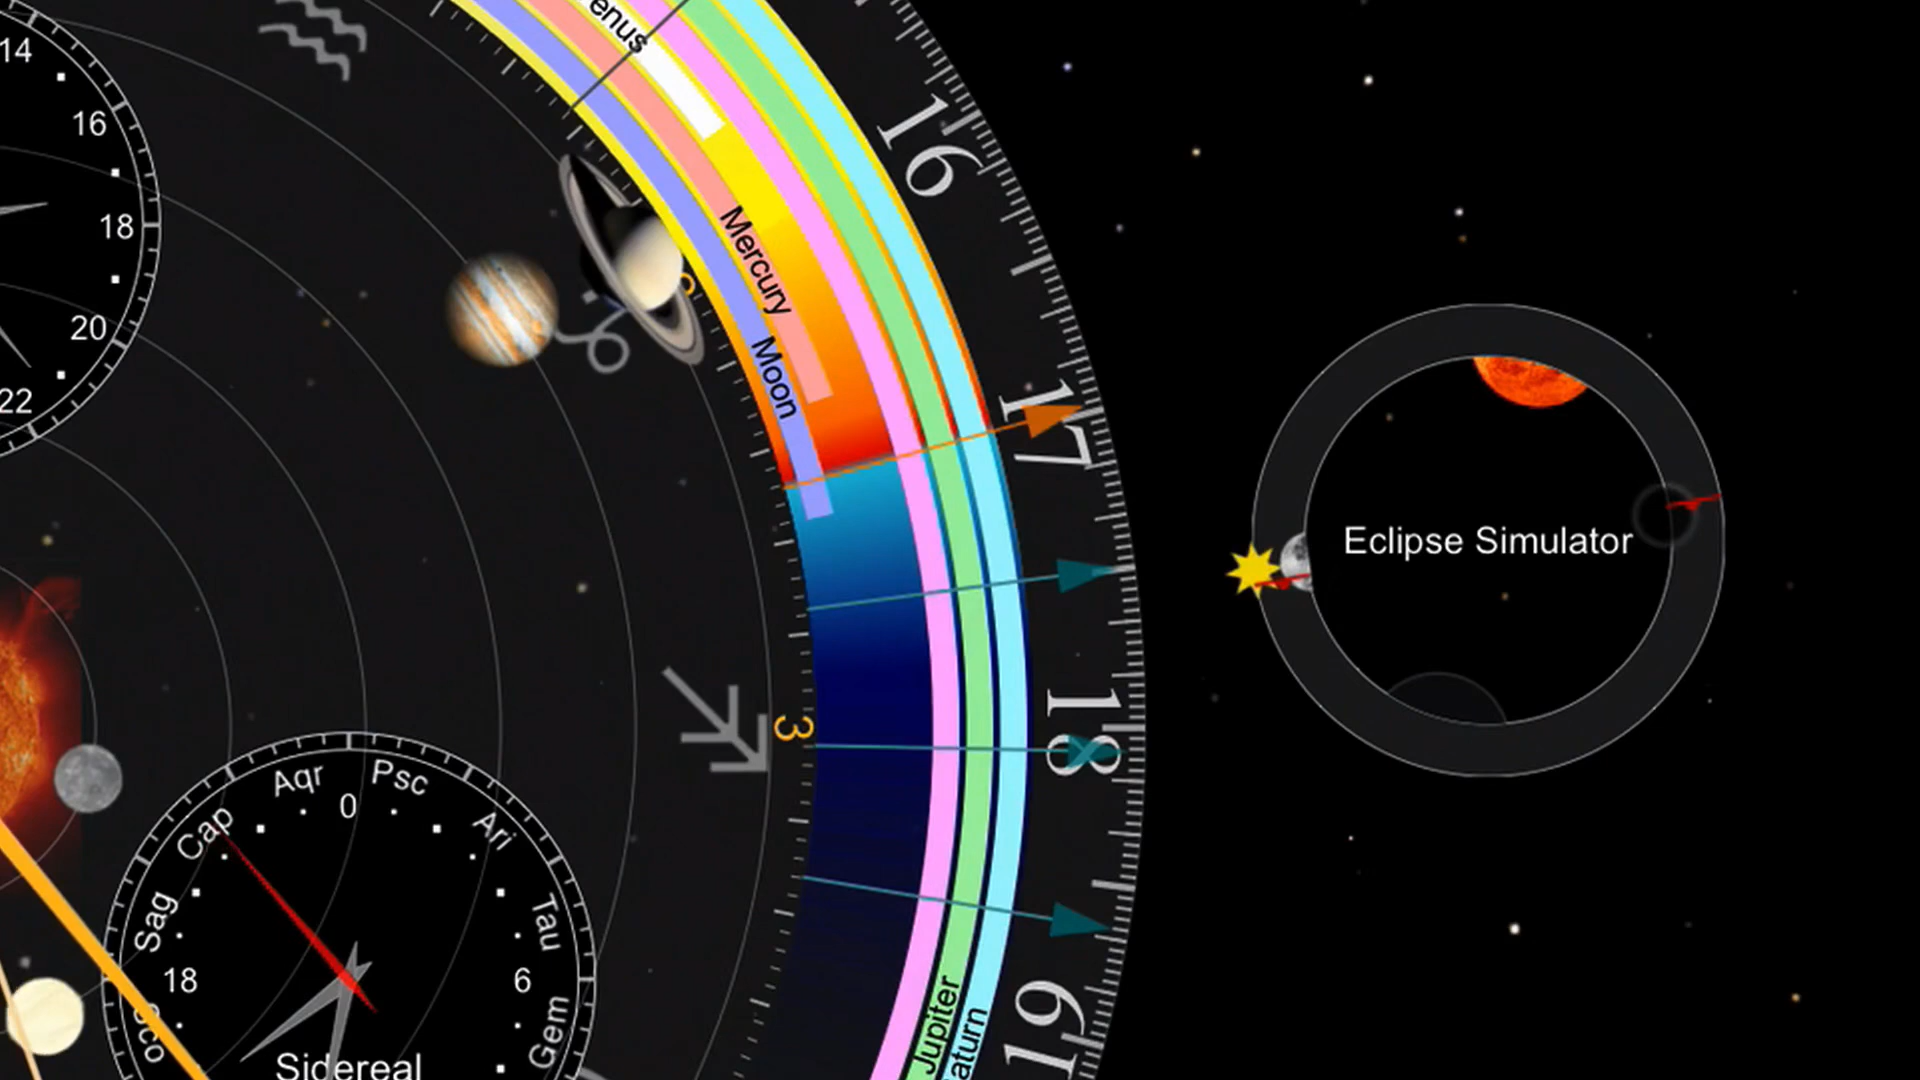 14
16
18
20
22
enus
Mercury
Moon
16
17
18
19
3
Jupiter
aturn
Eclipse Simulator
Aqr
Psc
Cap
Ari
Sag
Tau
Gem
0
18
6
Sidereal